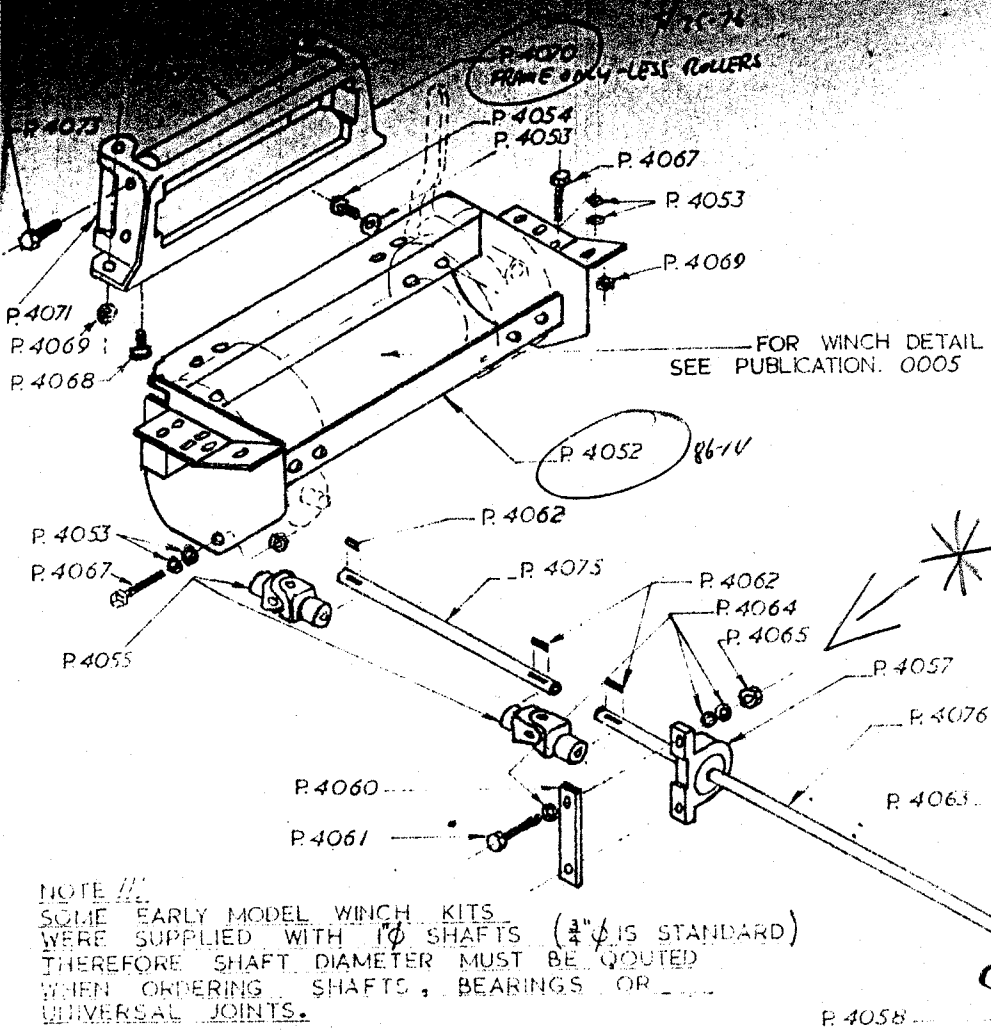 P. 4070
FRAME ONLY-LESS ROLLERS
P. 4073
P. 4054
P. 4053
P. 4067
P. 4053
P. 4069
P. 4071
P. 4069
P. 4068
FOR WINCH DETAIL
SEE PUBLICATION. 0005
P. 4052
86-14
P. 4053
P. 4067
P. 4062
P. 4075
P. 4062
P. 4064
P. 4065
P. 4055
P. 4057
P. 4076
P. 4060
P. 4063
P. 4061
NOTE ///
SOME EARLY MODEL WINCH KITS
WERE SUPPLIED WITH 1"φ SHAFTS (3/4"φ IS STANDARD)
THEREFORE SHAFT DIAMETER MUST BE QOUTED
WHEN ORDERING SHAFTS, BEARINGS OR
UNIVERSAL JOINTS.
P. 4058